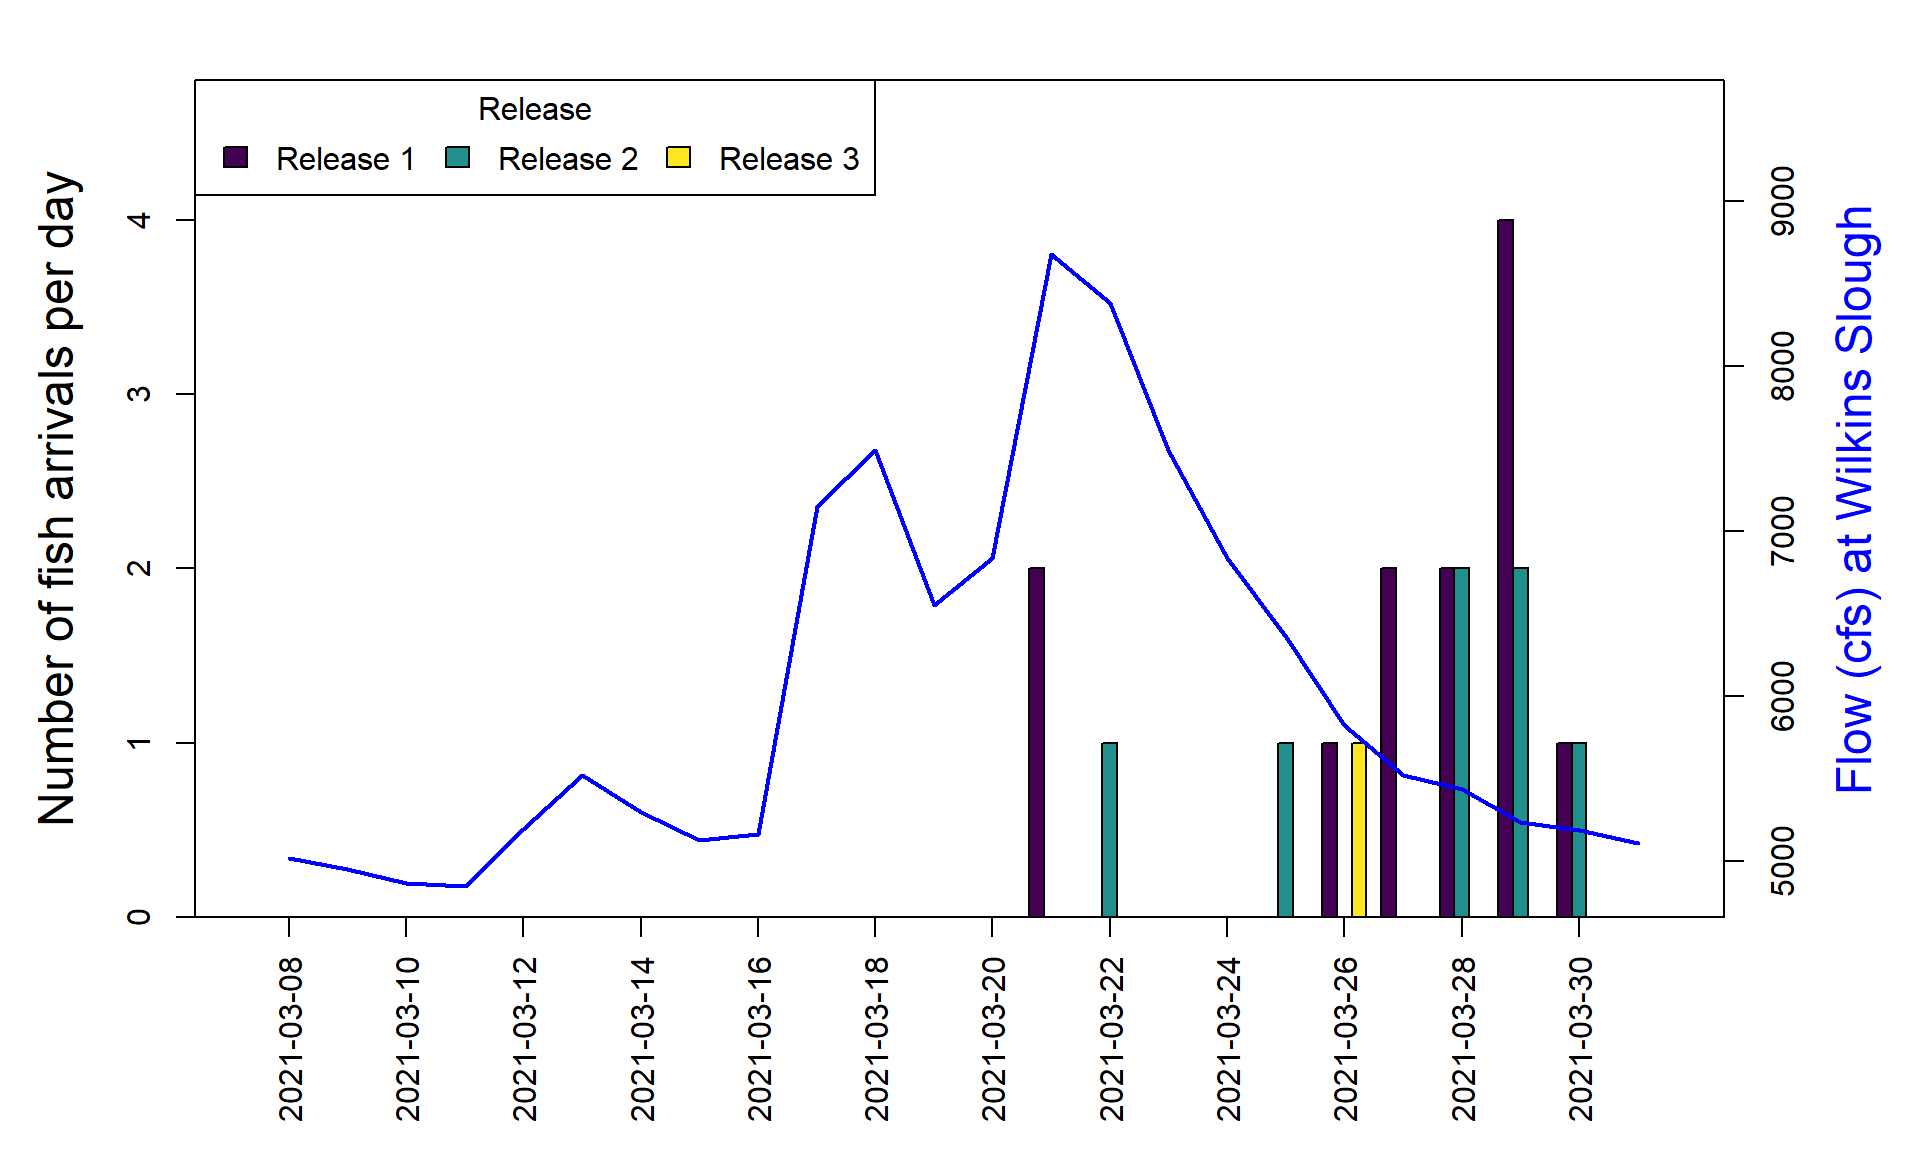 Release
Release 1 Release 2 Release 3
Number of fish arrivals per day
0 1 2 3 4
5000 6000 7000 8000 9000
Flow (cfs) at Wilkins Slough
2021-03-08
2021-03-10
2021-03-12
2021-03-14
2021-03-16
2021-03-18
2021-03-20
2021-03-22
2021-03-24
2021-03-26
2021-03-28
2021-03-30